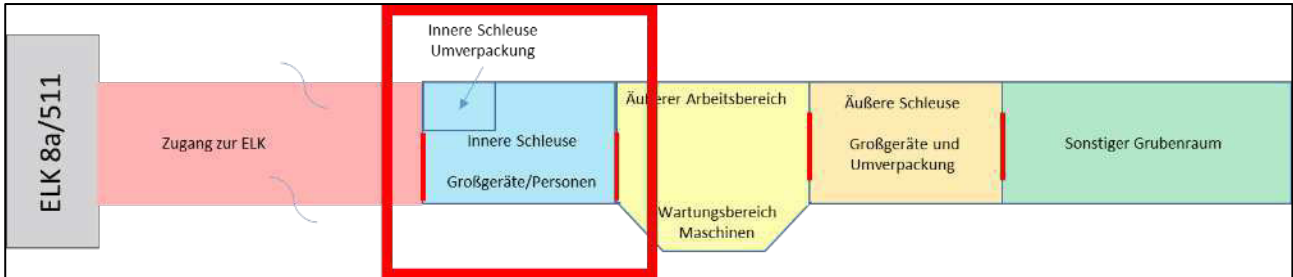 ELK 8a/511
Zugang zur ELK
Innere Schleuse
Umverpackung
Innere Schleuse
Großgeräte/Personen
Äußerer Arbeitsbereich
Wartungsbereich
Maschinen
Äußere Schleuse
Großgeräte und
Umverpackung
Sonstiger Grubenraum